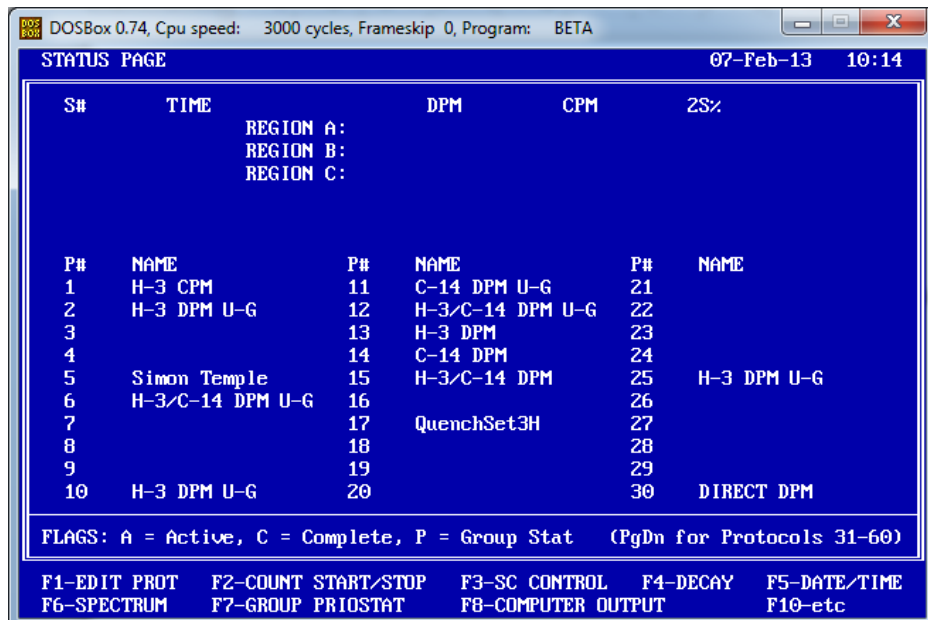 DOSBox 0.74, Cpu speed: 3000 cycles, Frameskip 0, Program: BETA
STATUS PAGE 07-Feb-13 10:14
S# TIME DPM CPM 2S%
REGION A:
REGION B:
REGION C:
P# NAME P# NAME P# NAME
1 H-3 CPM 11 C-14 DPM U-G 21
2 H-3 DPM U-G 12 H-3/C-14 DPM U-G 22
3 13 H-3 DPM 23
4 14 C-14 DPM 24
5 Simon Temple 15 H-3/C-14 DPM 25 H-3 DPM U-G
6 H-3/C-14 DPM U-G 16 26
7 17 QuenchSet3H 27
8 18 28
9 19 29
10 H-3 DPM U-G 20 30 DIRECT DPM
FLAGS: A = Active, C = Complete, P = Group Stat (PgDn for Protocols 31-60)
F1-EDIT PROT F2-COUNT START/STOP F3-SC CONTROL F4-DECAY F5-DATE/TIME
F6-SPECTRUM F7-GROUP PRIOSTAT F8-COMPUTER OUTPUT F10-etc